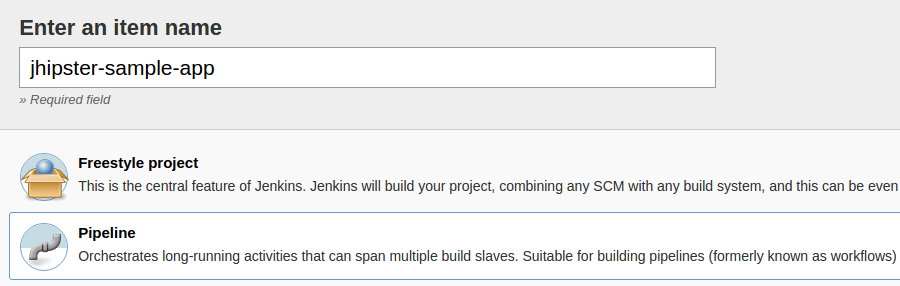 Enter an item name
jhipster-sample-app
» Required field
Freestyle project
This is the central feature of Jenkins. Jenkins will build your project, combining any SCM with any build system, and this can be even
Pipeline
Orchestrates long-running activities that can span multiple build slaves. Suitable for building pipelines (formerly known as workflows)